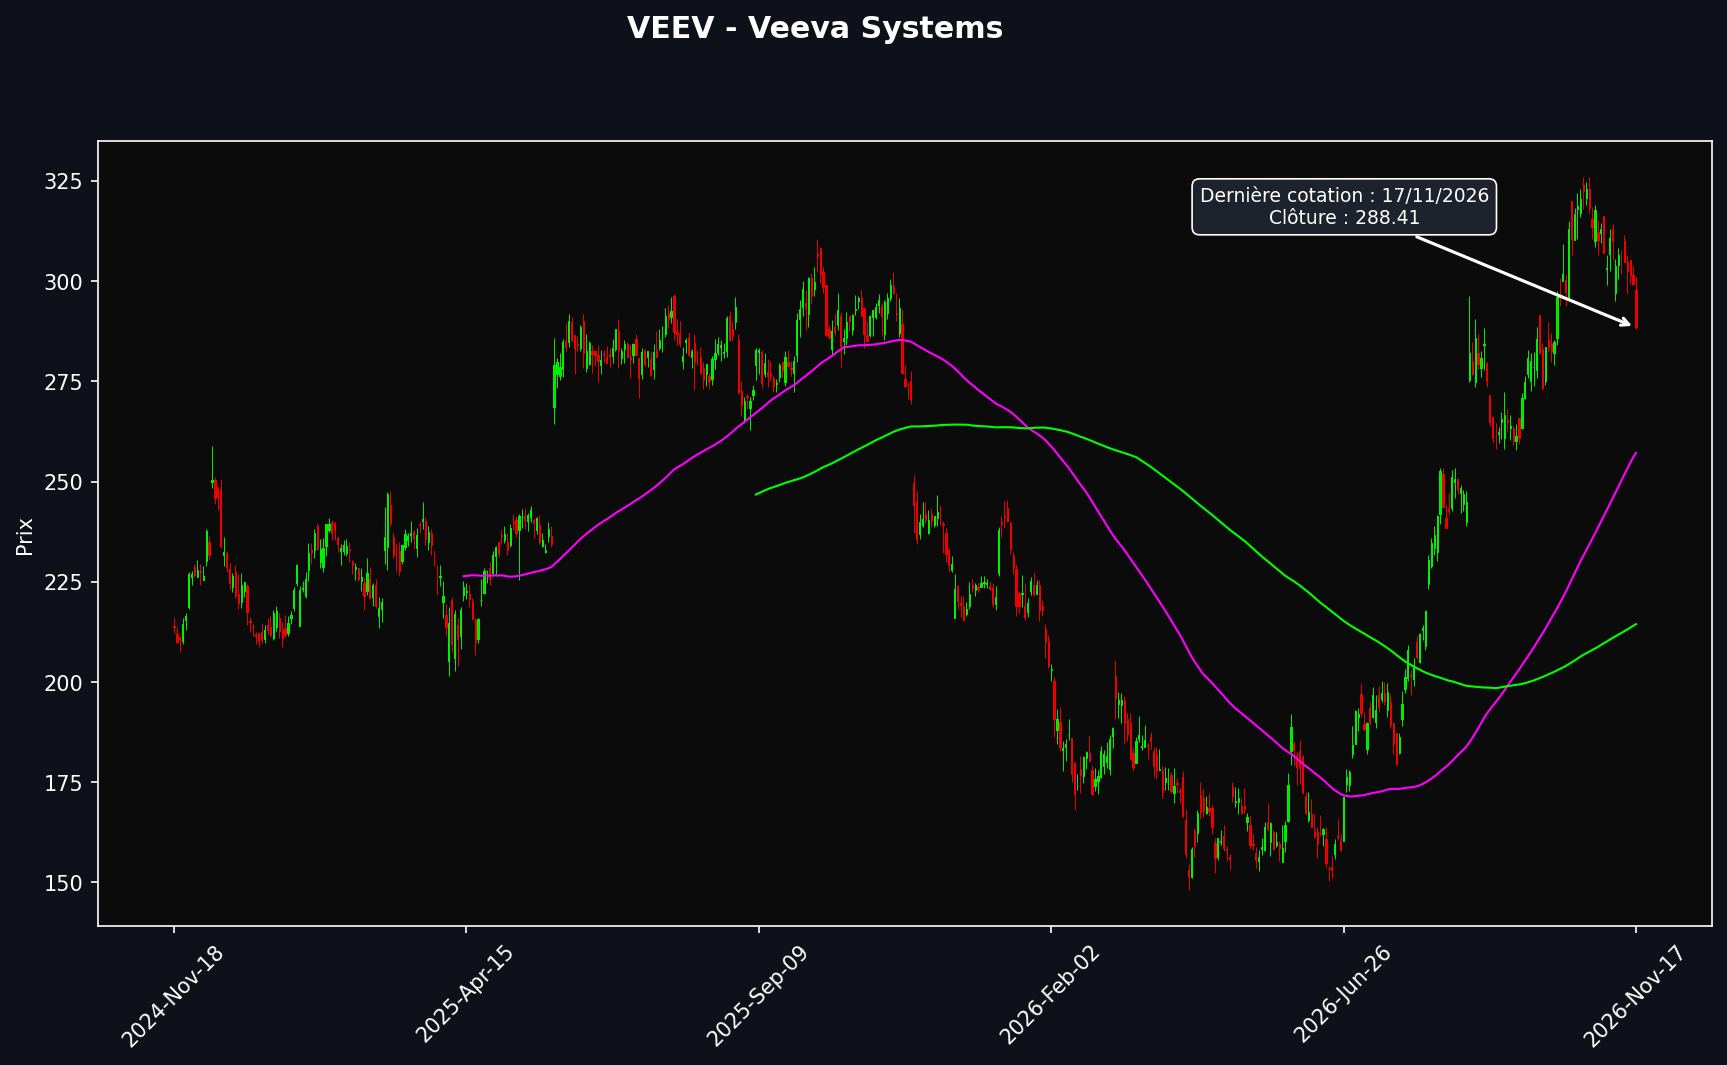 VEEV - Veeva Systems
Dernière cotation : 17/11/2026
Clôture : 288.41
Prix
325
300
275
250
225
200
175
150
2024-Nov-18
2025-Apr-15
2025-Sep-09
2026-Feb-02
2026-Jun-26
2026-Nov-17